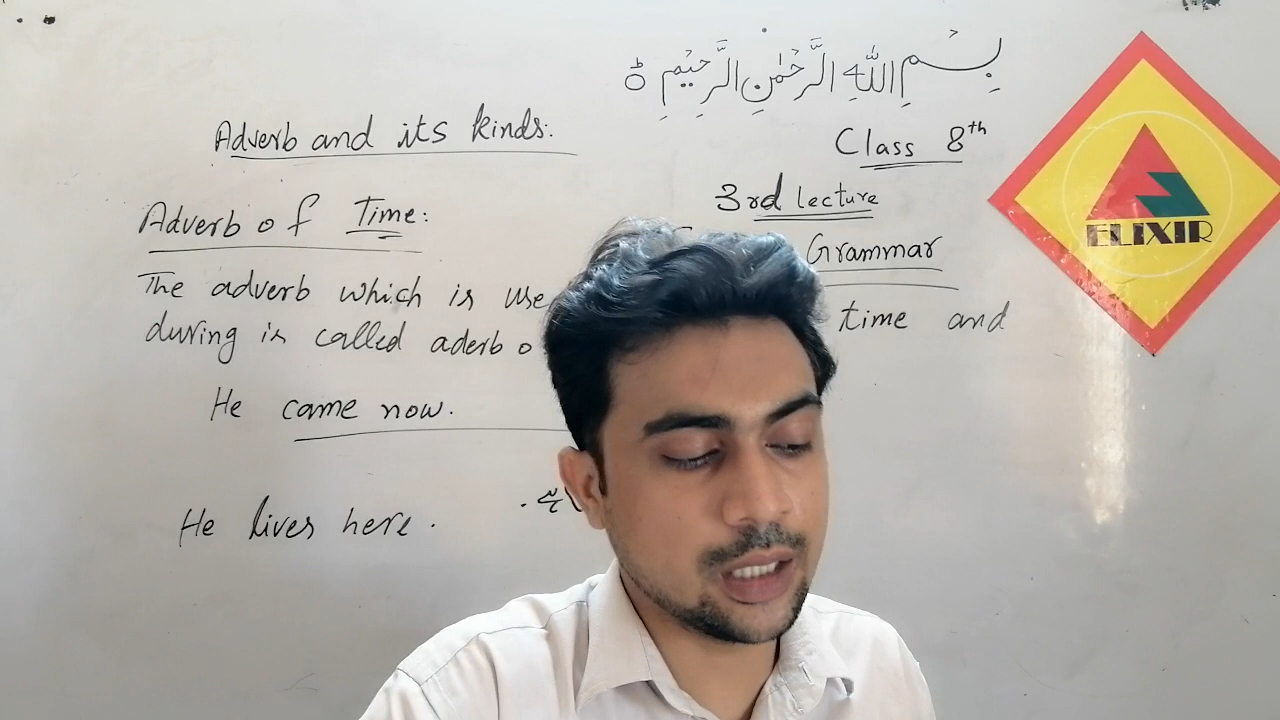 بِسْمِ اللّٰهِ الرَّحْمٰنِ الرَّحِيْمِ ٥
Adverb and its kinds:
Class 8th
3rd lecture
Grammar
Adverb of Time:
The adverb which is use time and
during is called aderb o
He came now.
He lives here.
ELIXIR